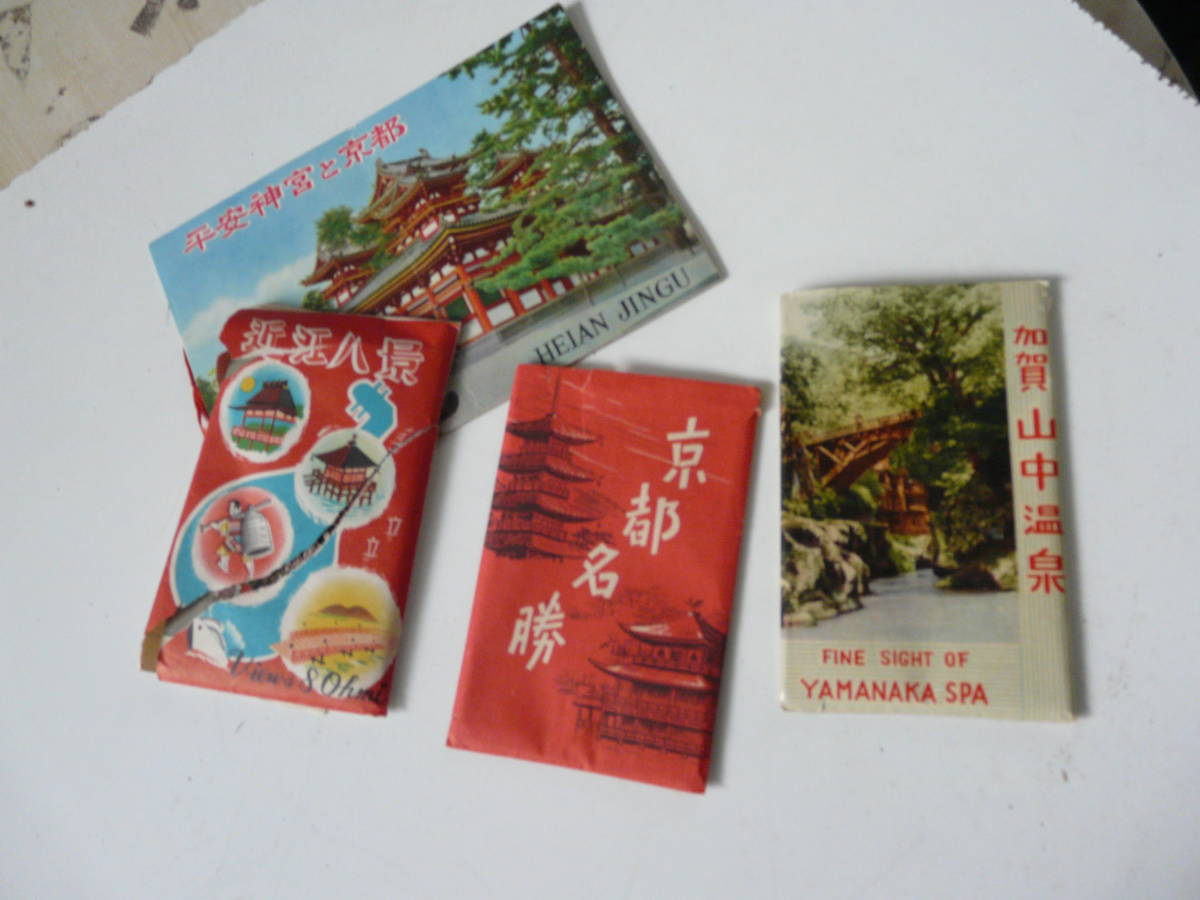 平安神宮と京都
HEIAN JINGU
近江八景
京都名勝
加賀山中温泉
FINE SIGHT OF
YAMANAKA SPA